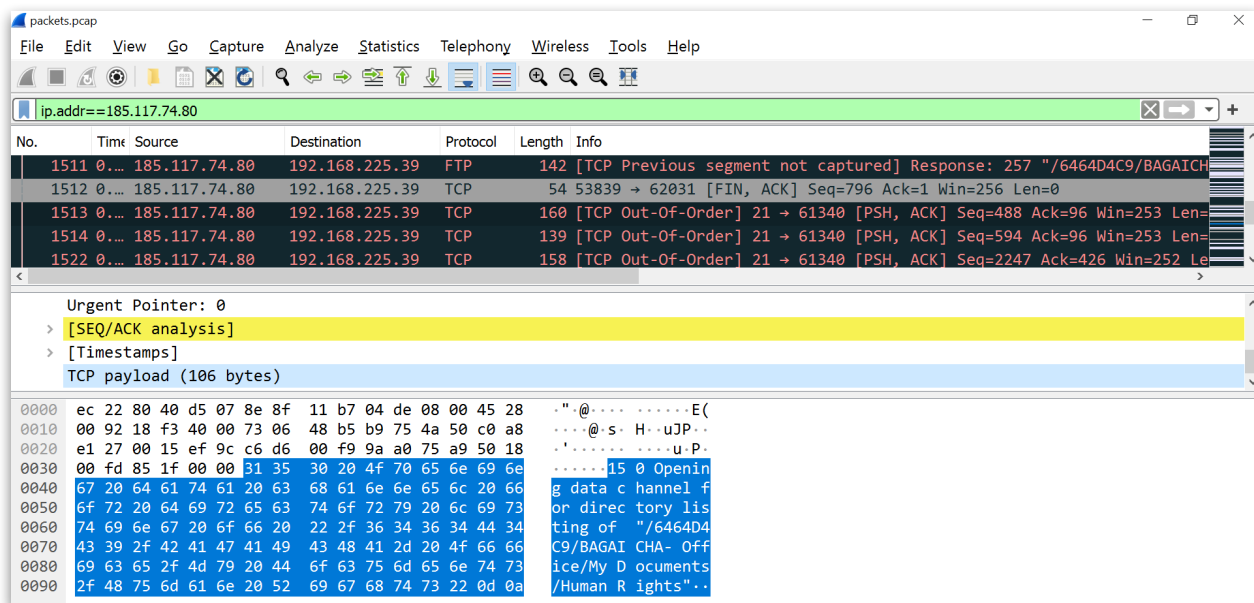 packets.pcap
File Edit View Go Capture Analyze Statistics Telephony Wireless Tools Help
ip.addr==185.117.74.80
No. Time Source Destination Protocol Length Info
1511 0.… 185.117.74.80 192.168.225.39 FTP 142 [TCP Previous segment not captured] Response: 257 "/6464D4C9/BAGAICH
1512 0.… 185.117.74.80 192.168.225.39 TCP 54 53839 → 62031 [FIN, ACK] Seq=796 Ack=1 Win=256 Len=0
1513 0.… 185.117.74.80 192.168.225.39 TCP 160 [TCP Out-Of-Order] 21 → 61340 [PSH, ACK] Seq=488 Ack=96 Win=253 Len=
1514 0.… 185.117.74.80 192.168.225.39 TCP 139 [TCP Out-Of-Order] 21 → 61340 [PSH, ACK] Seq=594 Ack=96 Win=253 Len=
1522 0.… 185.117.74.80 192.168.225.39 TCP 158 [TCP Out-Of-Order] 21 → 61340 [PSH, ACK] Seq=2247 Ack=426 Win=252 Le
Urgent Pointer: 0
[SEQ/ACK analysis]
[Timestamps]
TCP payload (106 bytes)
0000 ec 22 80 40 d5 07 8e 8f 11 b7 04 de 08 00 45 28 ·"·@···· ······E(
0010 00 92 18 f3 40 00 73 06 48 b5 b9 75 4a 50 c0 a8 ····@·s· H··uJP··
0020 e1 27 00 15 ef 9c c6 d6 00 f9 9a a0 75 a9 50 18 ·'······ ····u·P·
0030 00 fd 85 1f 00 00 31 35 30 20 4f 70 65 6e 69 6e ······15 0 Openin
0040 67 20 64 61 74 61 20 63 68 61 6e 6e 65 6c 20 66 g data c hannel f
0050 6f 72 20 64 69 72 65 63 74 6f 72 79 20 6c 69 73 or direc tory lis
0060 74 69 6e 67 20 6f 66 20 22 2f 36 34 36 34 44 34 ting of "/6464D4
0070 43 39 2f 42 41 47 41 49 43 48 41 2d 20 4f 66 66 C9/BAGAI CHA- Off
0080 69 63 65 2f 4d 79 20 44 6f 63 75 6d 65 6e 74 73 ice/My D ocuments
0090 2f 48 75 6d 61 6e 20 52 69 67 68 74 73 22 0d 0a /Human R ights"··